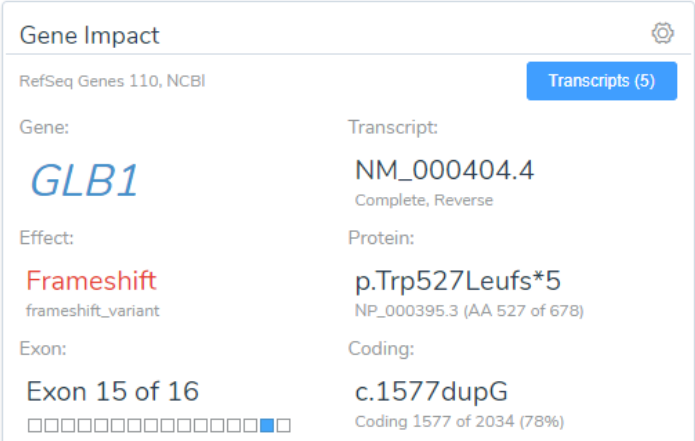 Gene Impact
RefSeq Genes 110, NCBI
Transcripts (5)
Gene:
Transcript:
GLB1
NM_000404.4
Complete, Reverse
Effect:
Protein:
Frameshift
p.Trp527Leufs*5
frameshift_variant
NP_000395.3 (AA 527 of 678)
Exon:
Coding:
Exon 15 of 16
c.1577dupG
Coding 1577 of 2034 (78%)